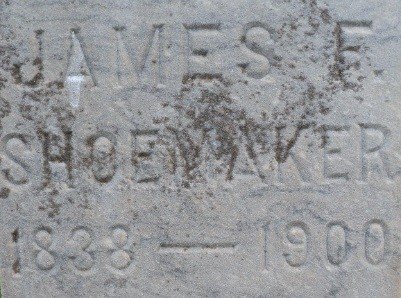 JAMES F.
SHOEMAKER
1838 — 1900